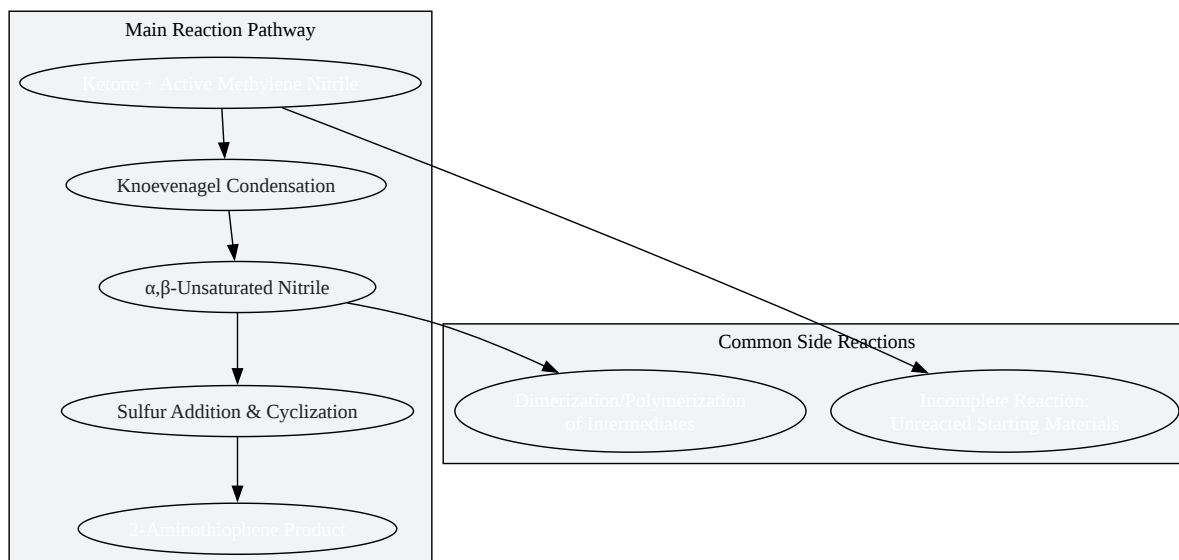 Main Reaction Pathway
Ketone + Active Methylene Nitrile
Knoevenagel Condensation
α,β-Unsaturated Nitrile
Sulfur Addition & Cyclization
2-Aminothiophene Product
Common Side Reactions
Dimerization/Polymerization
of Intermediates
Incomplete Reaction:
Unreacted Starting Materials